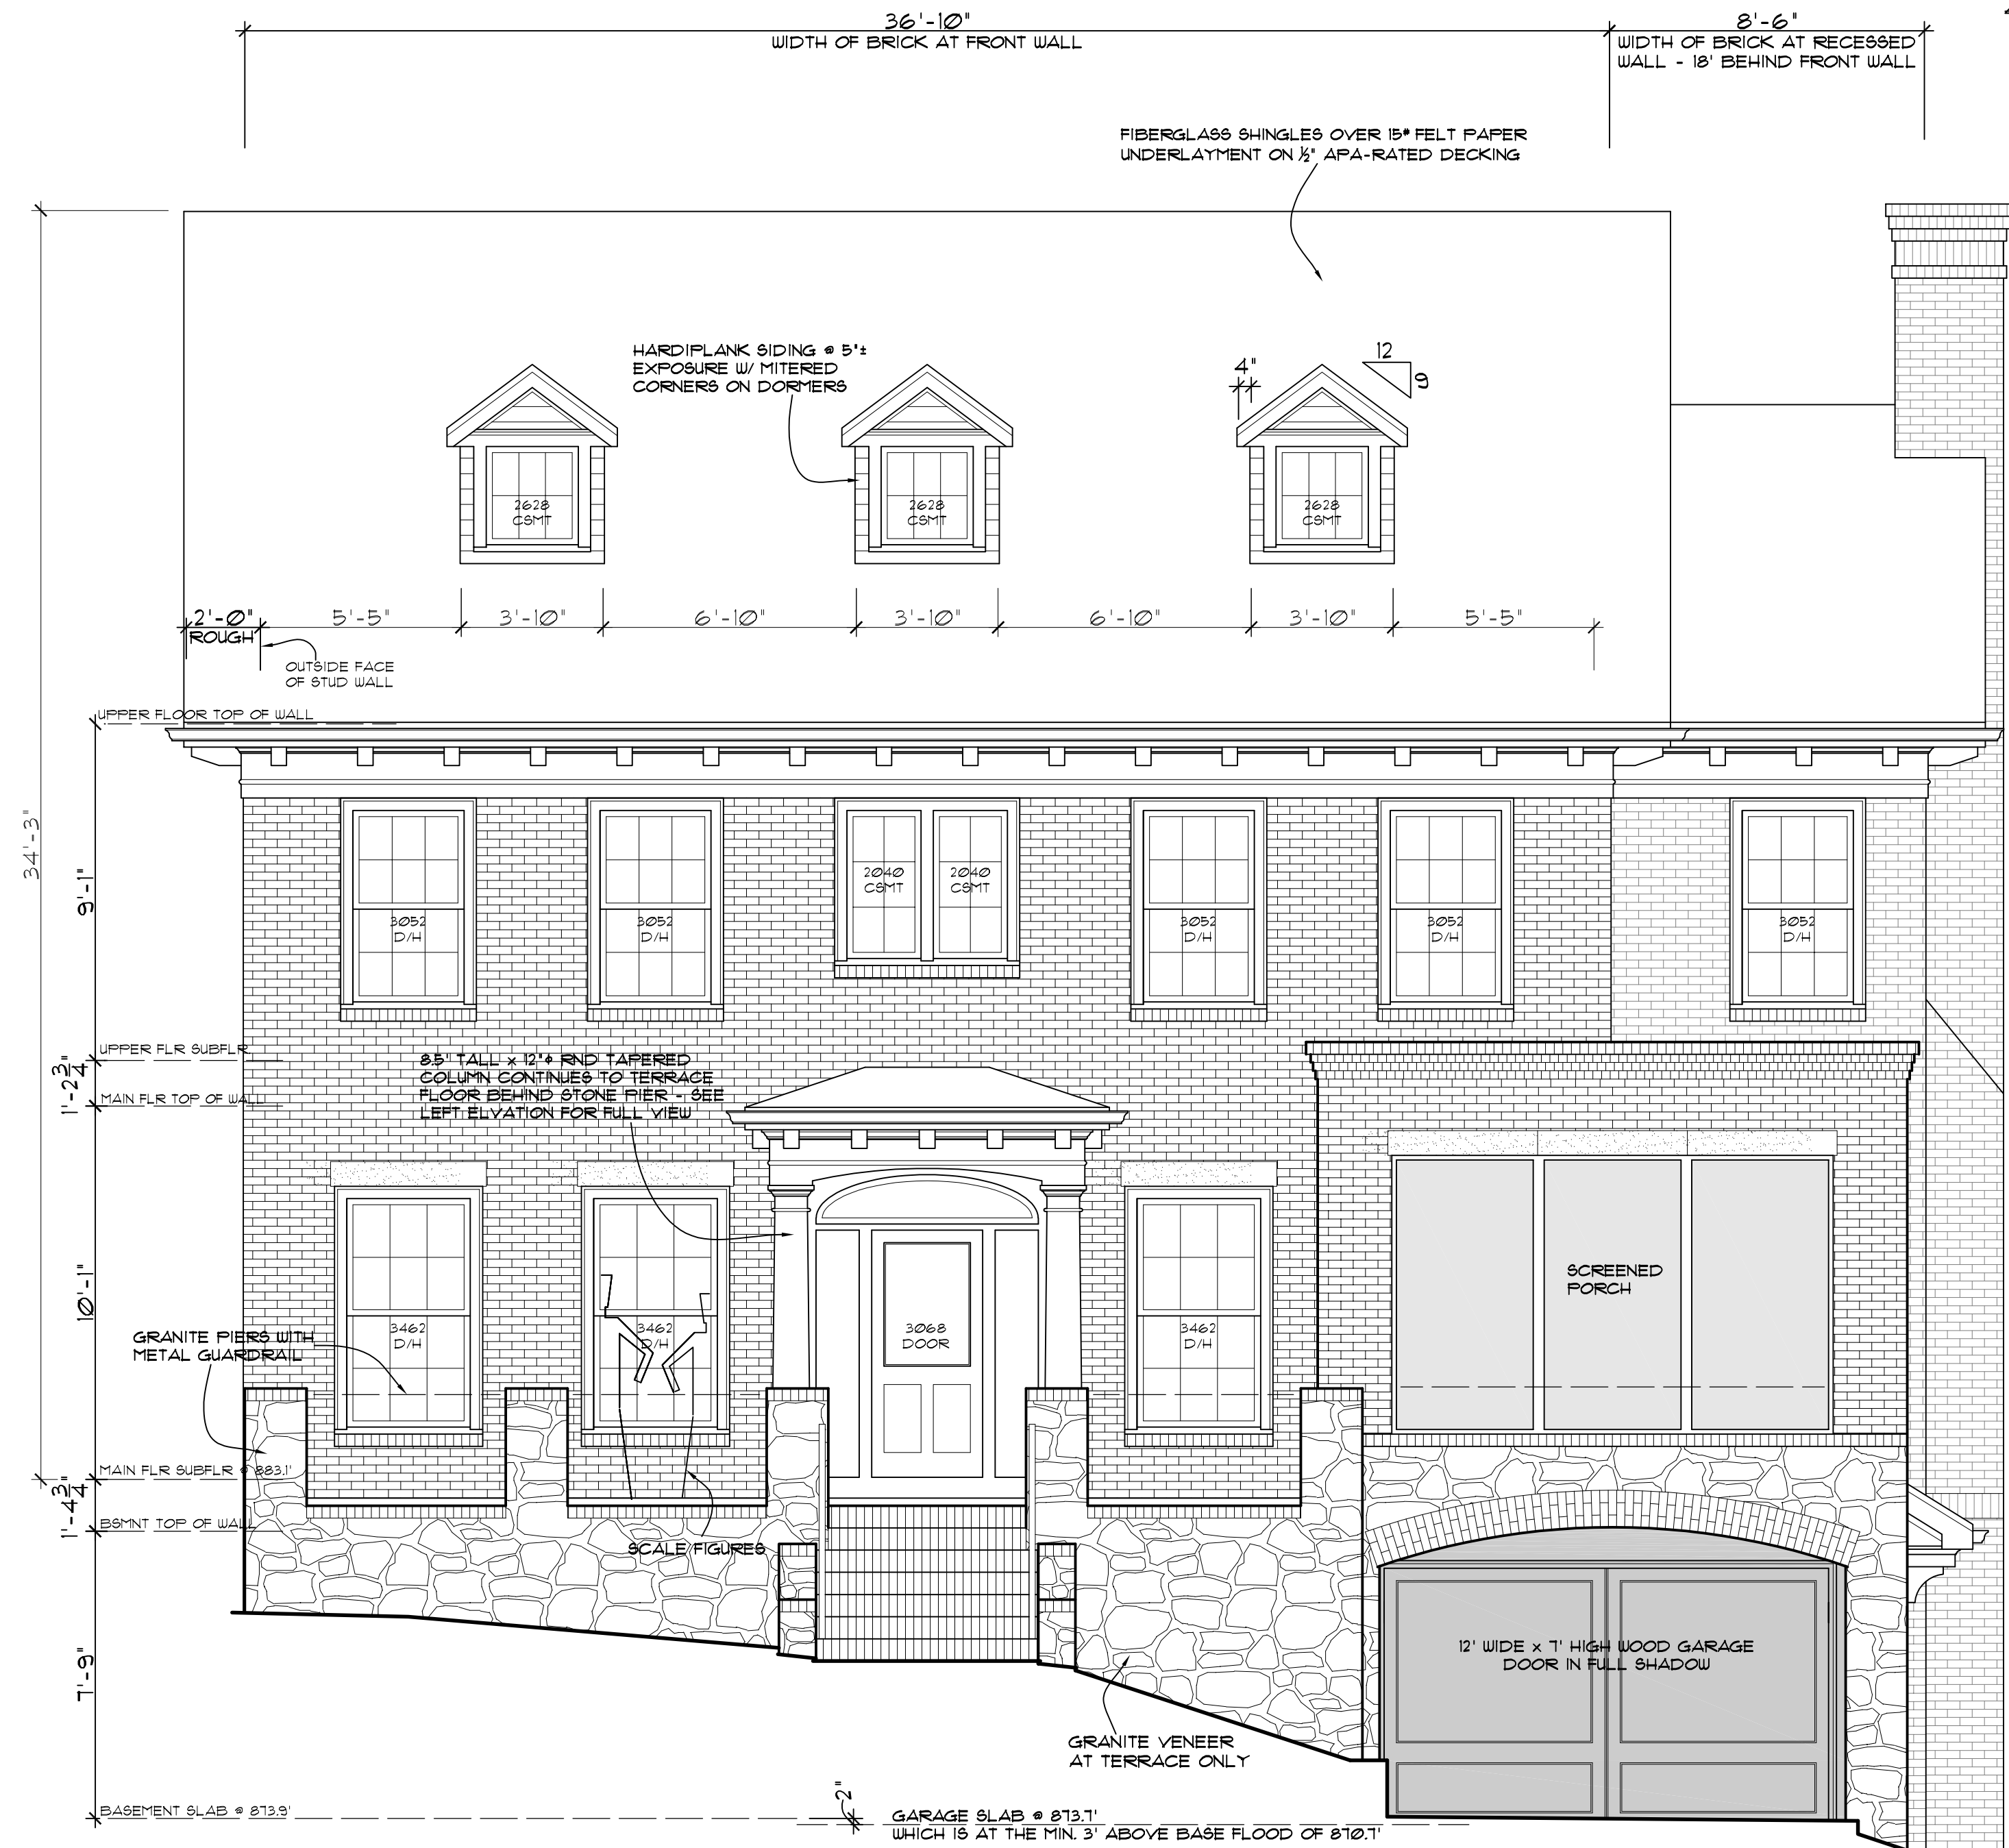 36'-10"
WIDTH OF BRICK AT FRONT WALL
8'-6"
WIDTH OF BRICK AT RECESSED
WALL - 18' BEHIND FRONT WALL
FIBERGLASS SHINGLES OVER 15# FELT PAPER
UNDERLAYMENT ON ½" APA-RATED DECKING
HARDIPLANK SIDING @ 5"±
EXPOSURE W/ MITERED
CORNERS ON DORMERS
4"
12
9
2628
CSMT
2628
CSMT
2628
CSMT
2'-0"
ROUGH
5'-5"
3'-10"
6'-10"
3'-10"
6'-10"
3'-10"
5'-5"
OUTSIDE FACE
OF STUD WALL
UPPER FLOOR TOP OF WALL
34'-3"
9'-1"
3052
D/H
3052
D/H
2040
CSMT
2040
CSMT
3052
D/H
3052
D/H
3052
D/H
UPPER FLR SUBFLR.
1'-2 3/4"
MAIN FLR TOP OF WALL
8.5' TALL x 12"φ RND TAPERED
COLUMN CONTINUES TO TERRACE
FLOOR BEHIND STONE PIER - SEE
LEFT ELVATION FOR FULL VIEW
10'-1"
SCREENED
PORCH
GRANITE PIERS WITH
METAL GUARDRAIL
3462
D/H
3462
D/H
3068
DOOR
3462
D/H
MAIN FLR SUBFLR @ 883.1'
1'-4 3/4"
BSMNT TOP OF WALL
SCALE FIGURES
7'-9"
12' WIDE x 7' HIGH WOOD GARAGE
DOOR IN FULL SHADOW
GRANITE VENEER
AT TERRACE ONLY
BASEMENT SLAB @ 873.9'
2"
GARAGE SLAB @ 873.7'
WHICH IS AT THE MIN. 3' ABOVE BASE FLOOD OF 870.7'